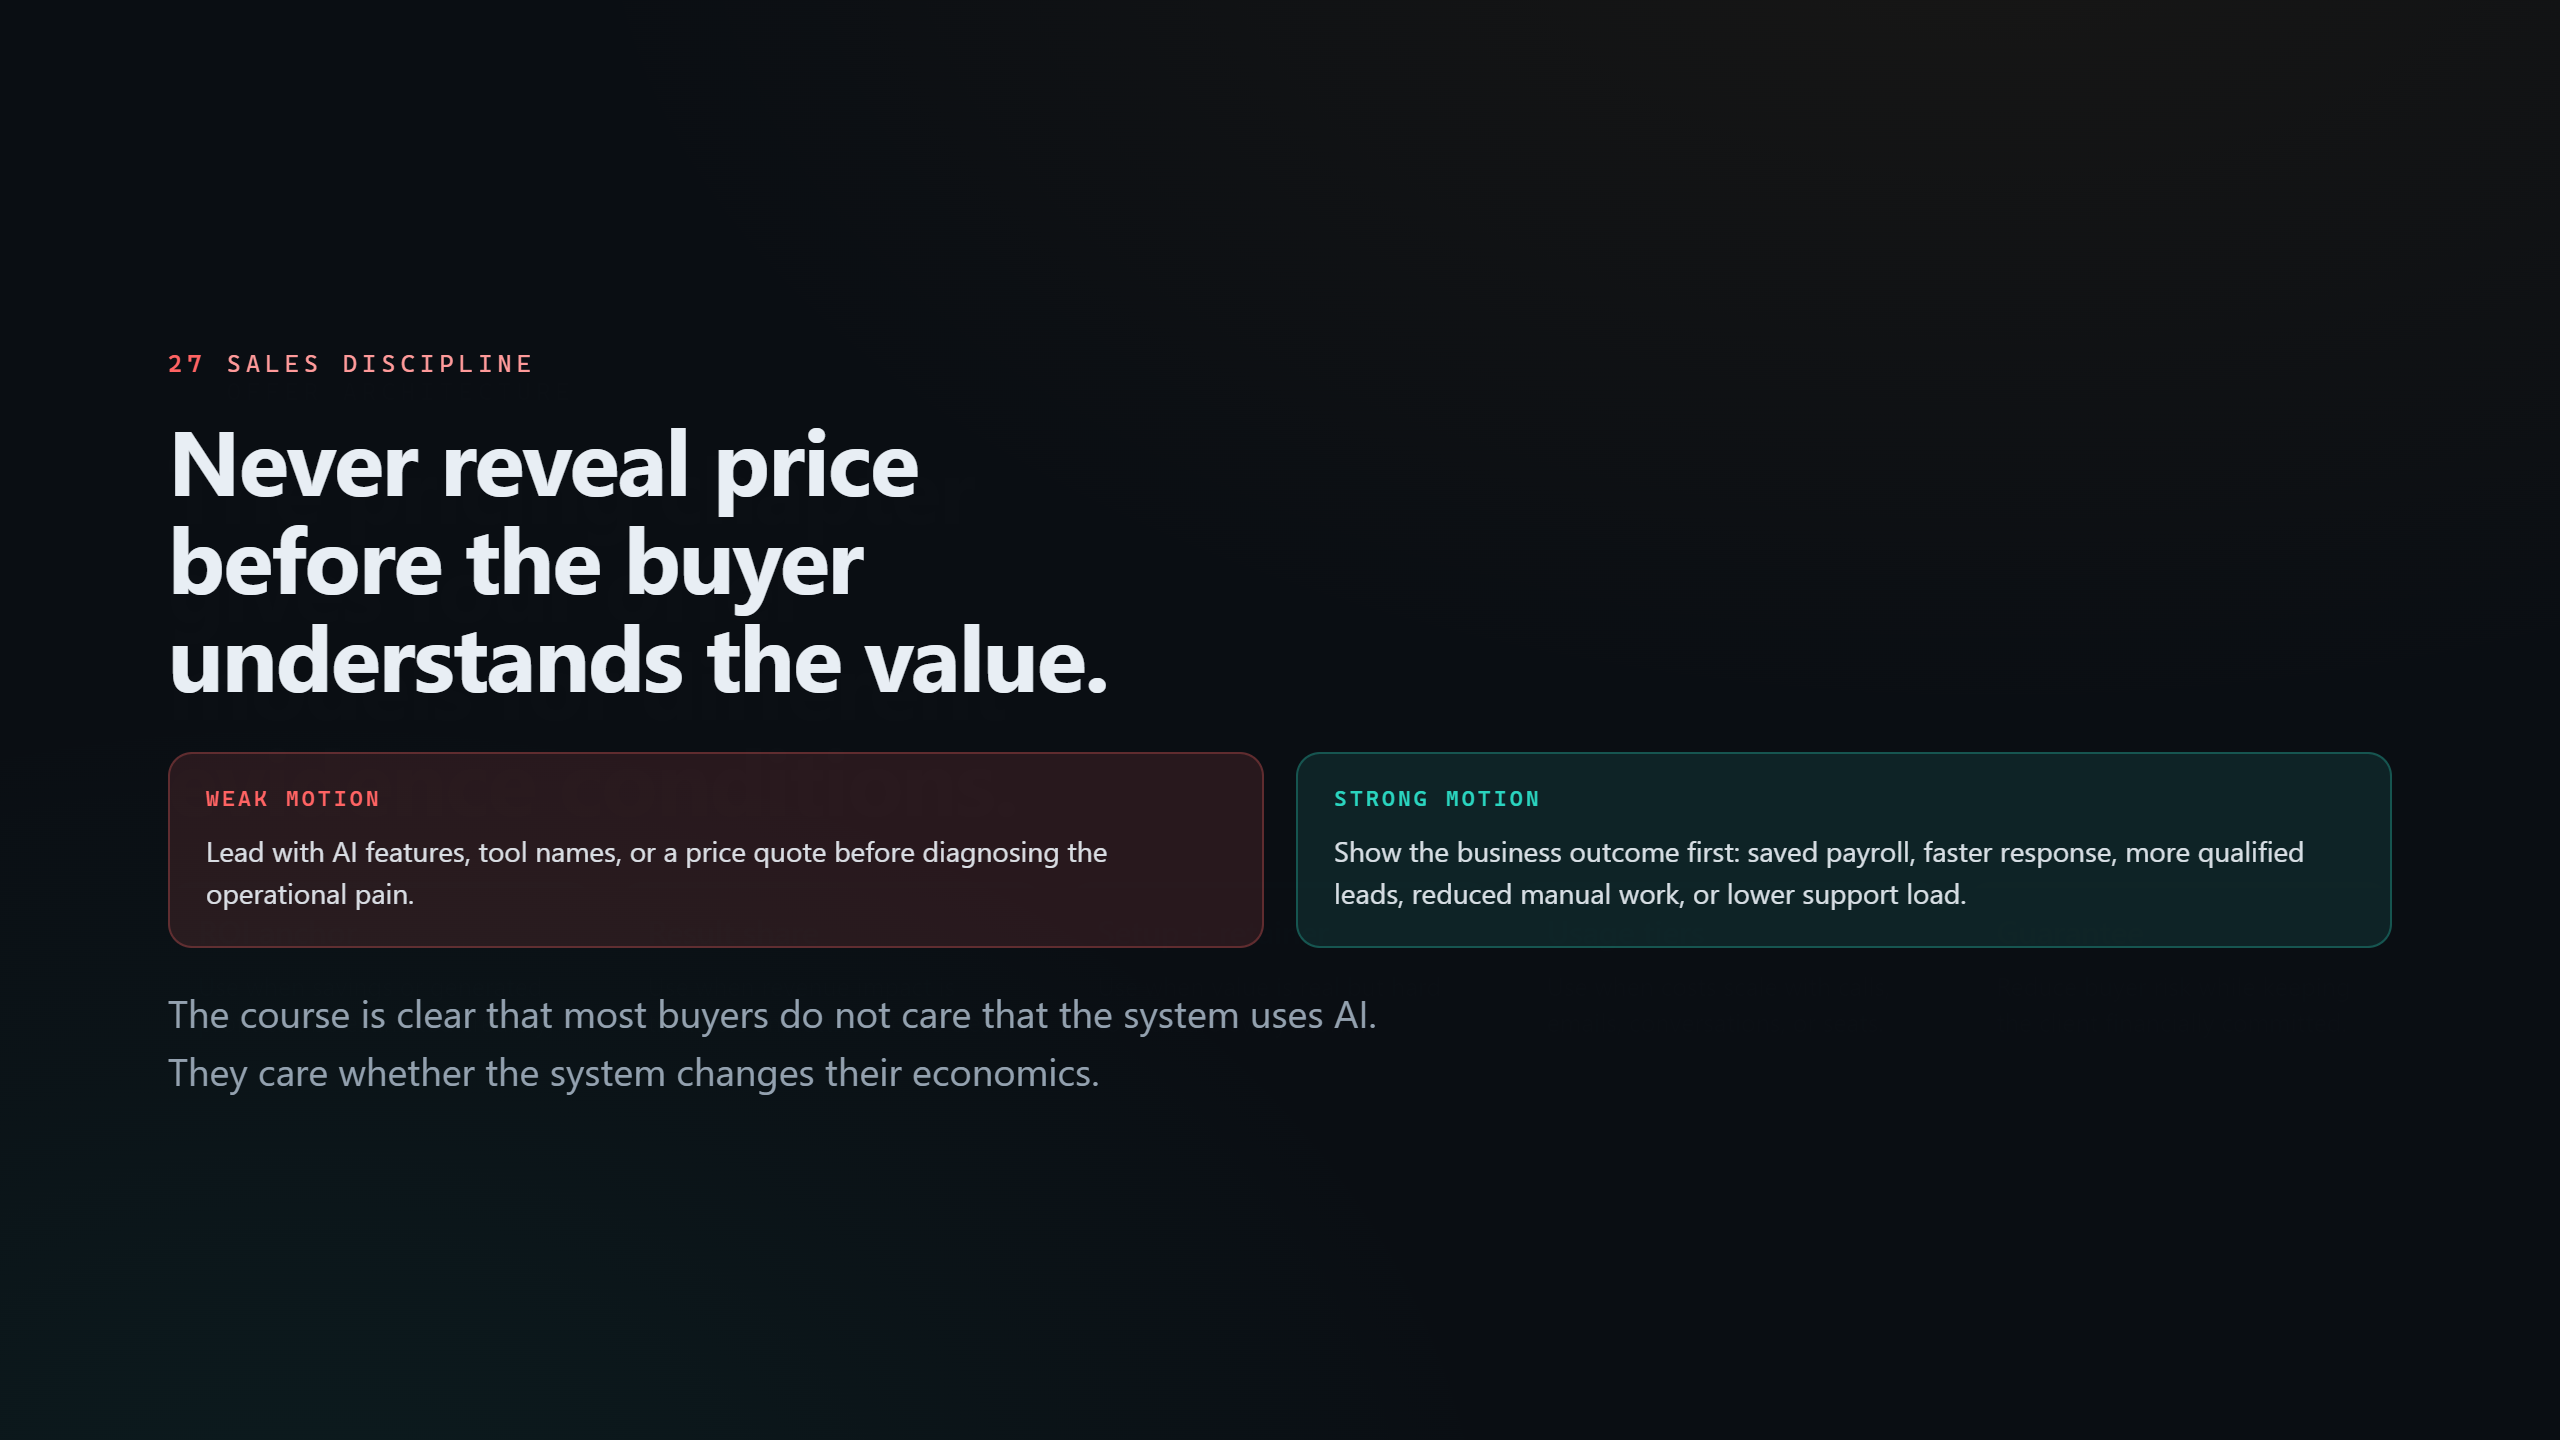 27 SALES DISCIPLINE
Never reveal price
before the buyer
understands the value.
WEAK MOTION
Lead with AI features, tool names, or a price quote before diagnosing the
operational pain.
STRONG MOTION
Show the business outcome first: saved payroll, faster response, more qualified
leads, reduced manual work, or lower support load.
The course is clear that most buyers do not care that the system uses AI.
They care whether the system changes their economics.